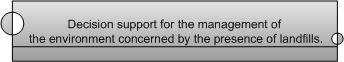 Decision support for the management of
the environment concerned by the presence of landfills.